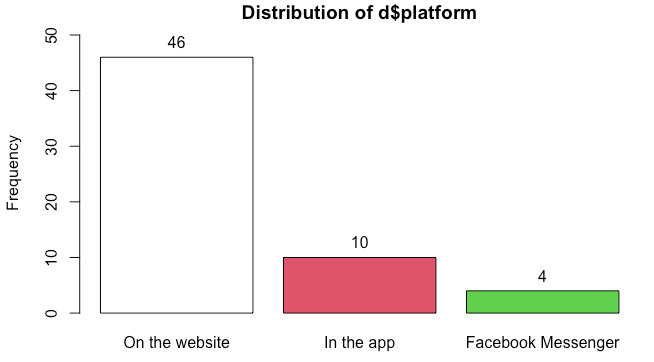 Distribution of d$platform
Frequency
50
40
30
20
10
0
46
10
4
On the website
In the app
Facebook Messenger